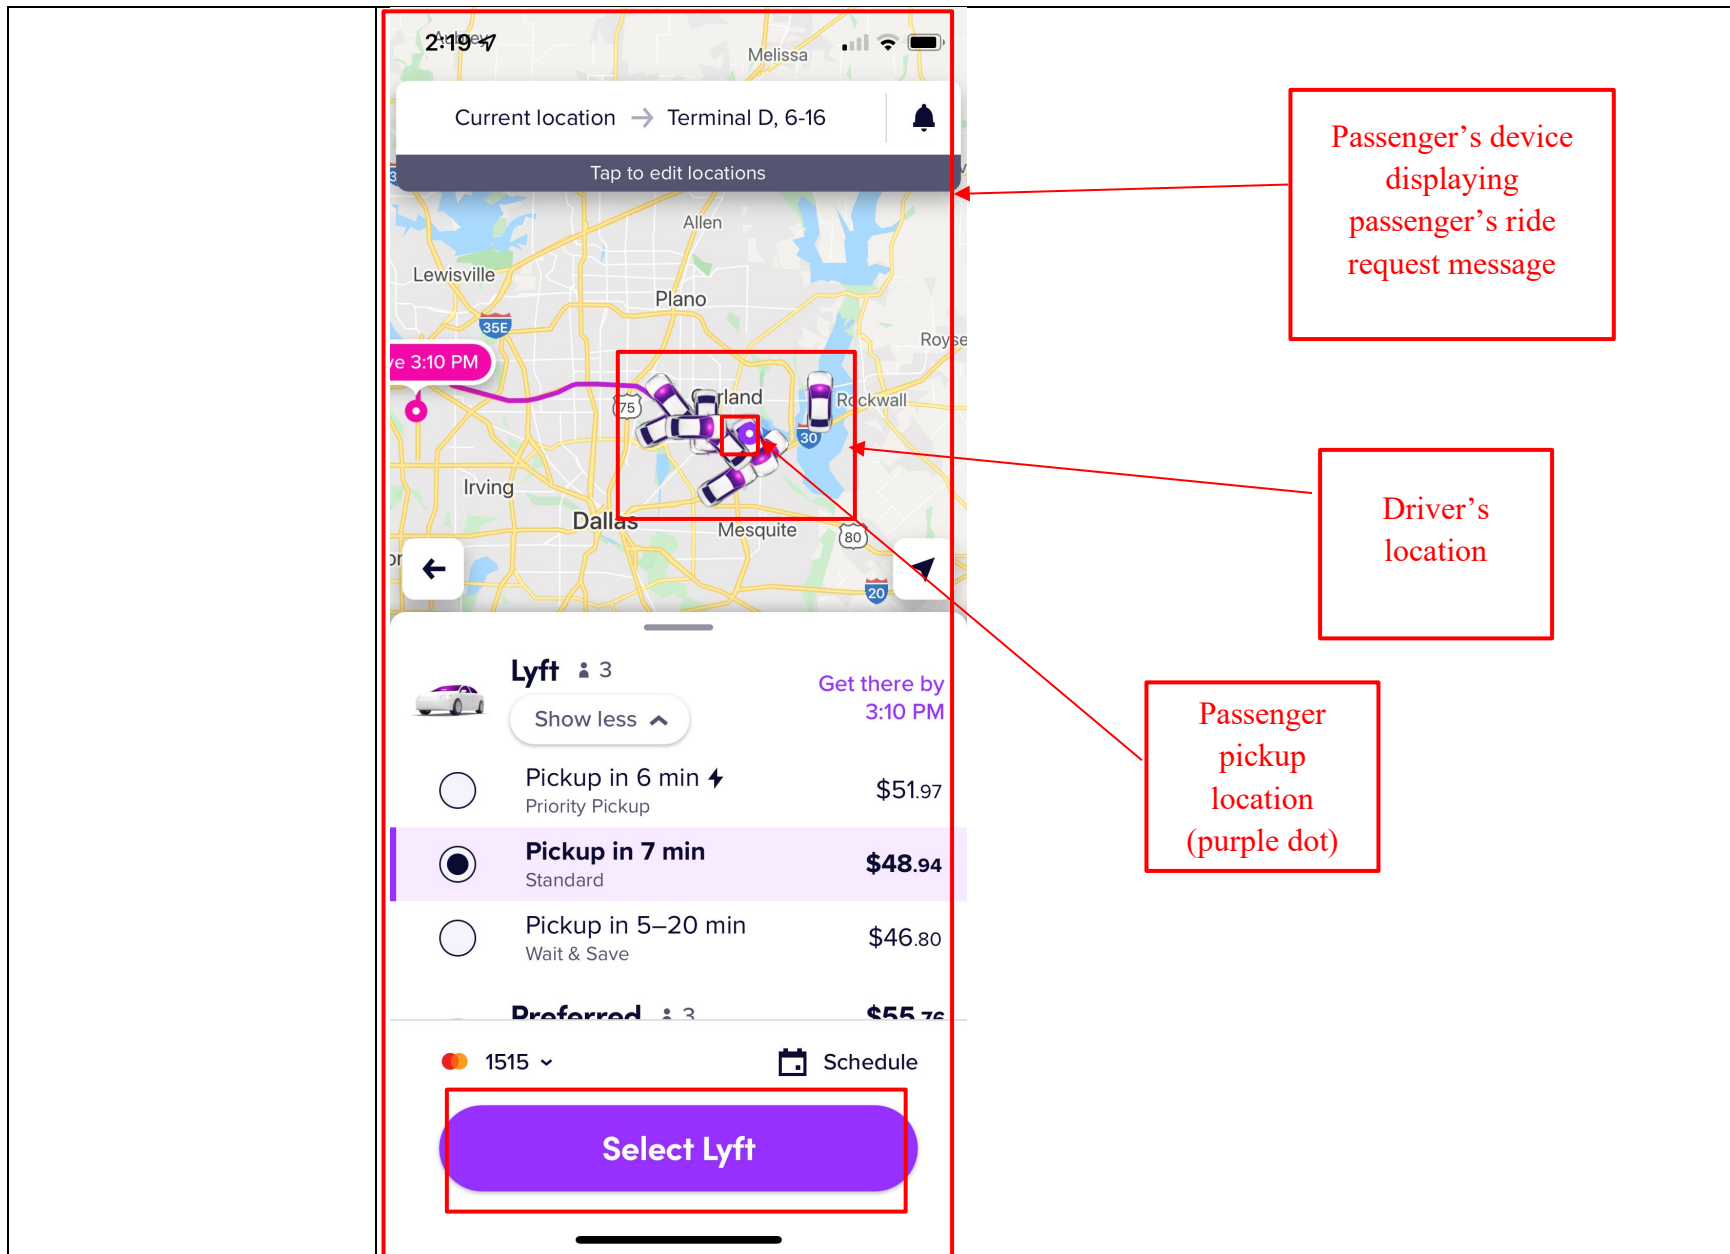 2:19
Aubrey
Melissa
Current location → Terminal D, 6-16
Tap to edit locations
Allen
Lewisville
Plano
35E
Royse
ve 3:10 PM
75
Rockwall
30
Irving
Dallas
Mesquite
80
20
Lyft 3
Show less
Get there by
3:10 PM
Pickup in 6 min
Priority Pickup
$51.97
Pickup in 7 min
Standard
$48.94
Pickup in 5–20 min
Wait & Save
$46.80
Preferred 3
$55.76
1515
Schedule
Select Lyft
Passenger’s device
displaying
passenger’s ride
request message
Driver’s
location
Passenger
pickup
location
(purple dot)